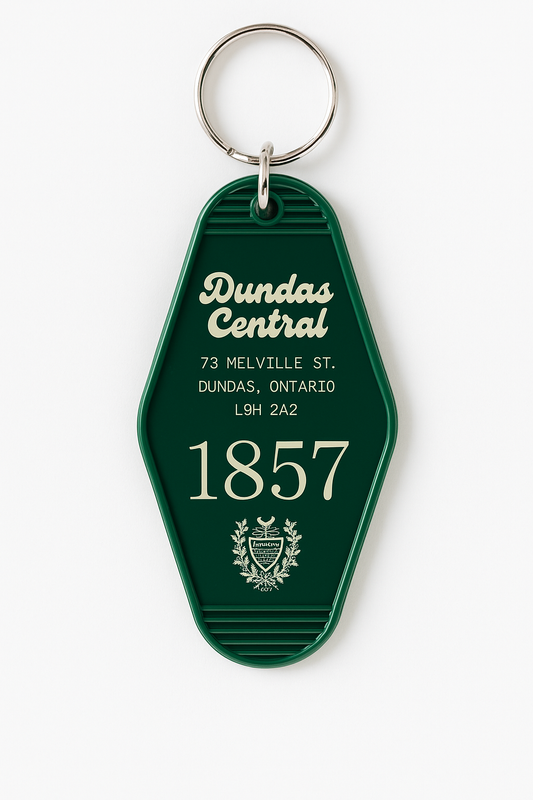 Dundas
Central
73 MELVILLE ST.
DUNDAS, ONTARIO
L9H 2A2
1857